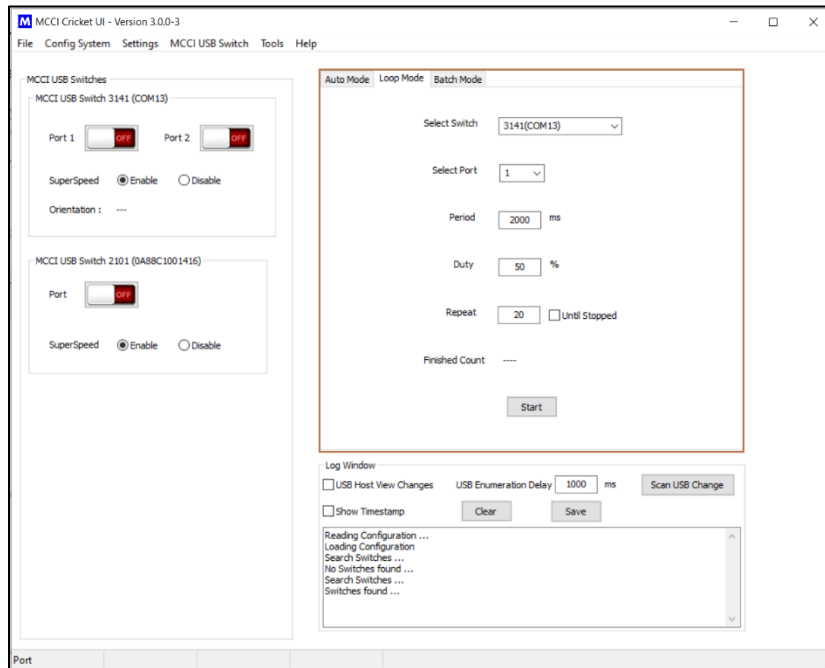 M MCCI Cricket UI - Version 3.0.0-3
File Config System Settings MCCI USB Switch Tools Help
MCCI USB Switches
MCCI USB Switch 3141 (COM13)
Port 1 OFF Port 2 OFF
SuperSpeed Enable Disable
Orientation : ---
MCCI USB Switch 2101 (0A88C1001416)
Port OFF
SuperSpeed Enable Disable
Auto Mode Loop Mode Batch Mode
Select Switch 3141(COM13)
Select Port 1
Period 2000 ms
Duty 50 %
Repeat 20 Until Stopped
Finished Count ----
Start
Log Window
USB Host View Changes USB Enumeration Delay 1000 ms Scan USB Change
Show Timestamp Clear Save
Reading Configuration ...
Loading Configuration
Search Switches ...
No Switches found ...
Search Switches ...
Switches found ...
Port